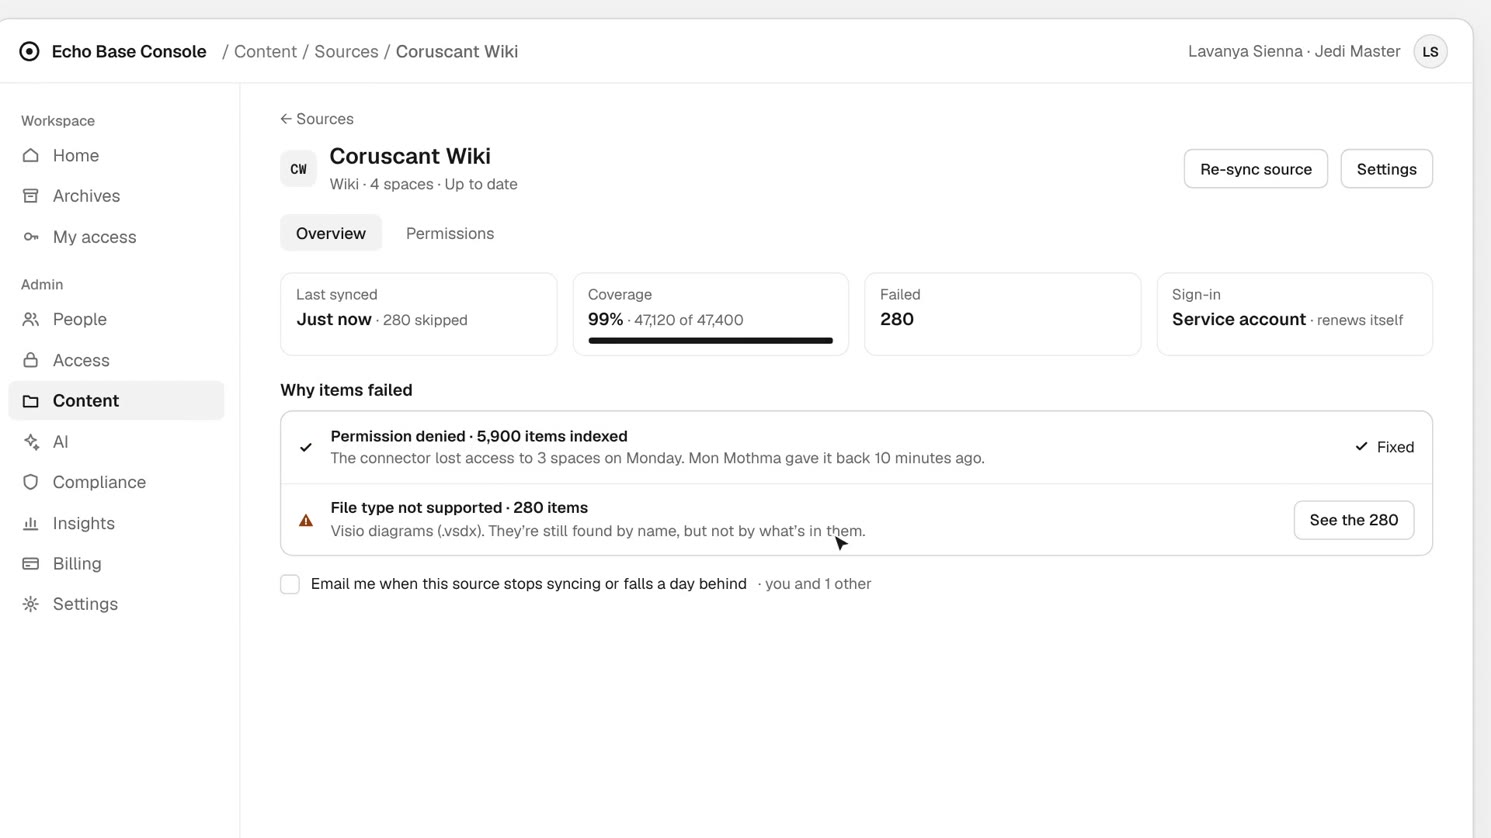 Echo Base Console / Content / Sources / Coruscant Wiki
Lavanya Sienna · Jedi Master LS
Workspace
Home
Archives
My access
Admin
People
Access
Content
AI
Compliance
Insights
Billing
Settings
← Sources
CW
Coruscant Wiki
Wiki · 4 spaces · Up to date
Re-sync source
Settings
Overview
Permissions
Last synced
Just now · 280 skipped
Coverage
99% · 47,120 of 47,400
Failed
280
Sign-in
Service account · renews itself
Why items failed
Permission denied · 5,900 items indexed
The connector lost access to 3 spaces on Monday. Mon Mothma gave it back 10 minutes ago.
Fixed
File type not supported · 280 items
Visio diagrams (.vsdx). They’re still found by name, but not by what’s in them.
See the 280
Email me when this source stops syncing or falls a day behind · you and 1 other